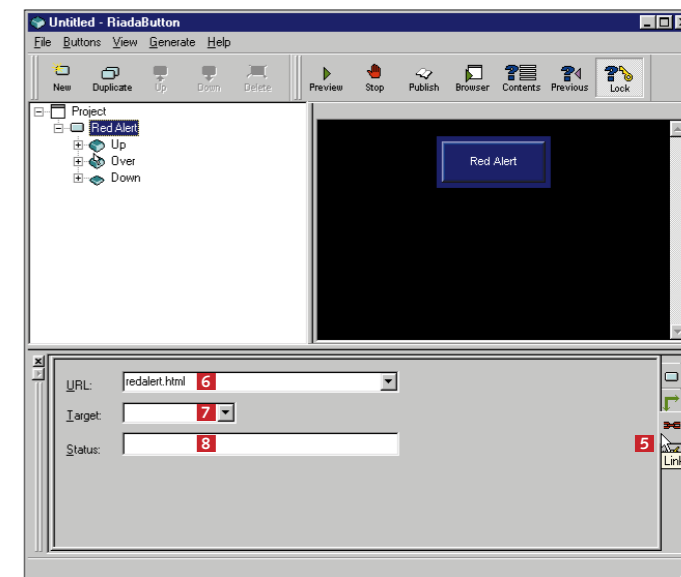 Untitled - RiadaButton
File Buttons View Generate Help
New Duplicate Up Down Delete Preview Stop Publish Browser Contents Previous Lock
Project
Red Alert
Up
Over
Down
Red Alert
URL: redalert.html 6
Target: 7
Status: 8
5
Link